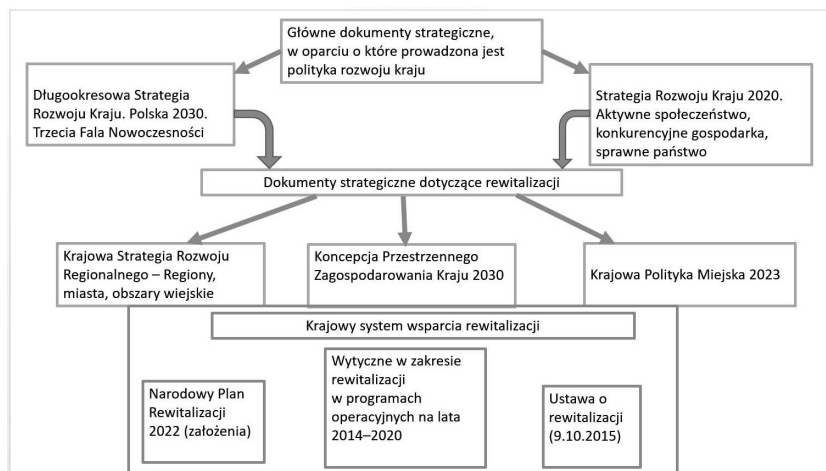 Główne dokumenty strategiczne,
w oparciu o które prowadzona jest
polityka rozwoju kraju
Długookresowa Strategia
Rozwoju Kraju. Polska 2030.
Trzecia Fala Nowoczesności
Strategia Rozwoju Kraju 2020.
Aktywne społeczeństwo,
konkurencyjne gospodarka,
sprawne państwo
Dokumenty strategiczne dotyczące rewitalizacji
Krajowa Strategia Rozwoju
Regionalnego – Regiony,
miasta, obszary wiejskie
Koncepcja Przestrzennego
Zagospodarowania Kraju 2030
Krajowa Polityka Miejska 2023
Krajowy system wsparcia rewitalizacji
Narodowy Plan
Rewitalizacji
2022 (założenia)
Wytyczne w zakresie
rewitalizacji
w programach
operacyjnych na lata
2014–2020
Ustawa o
rewitalizacji
(9.10.2015)